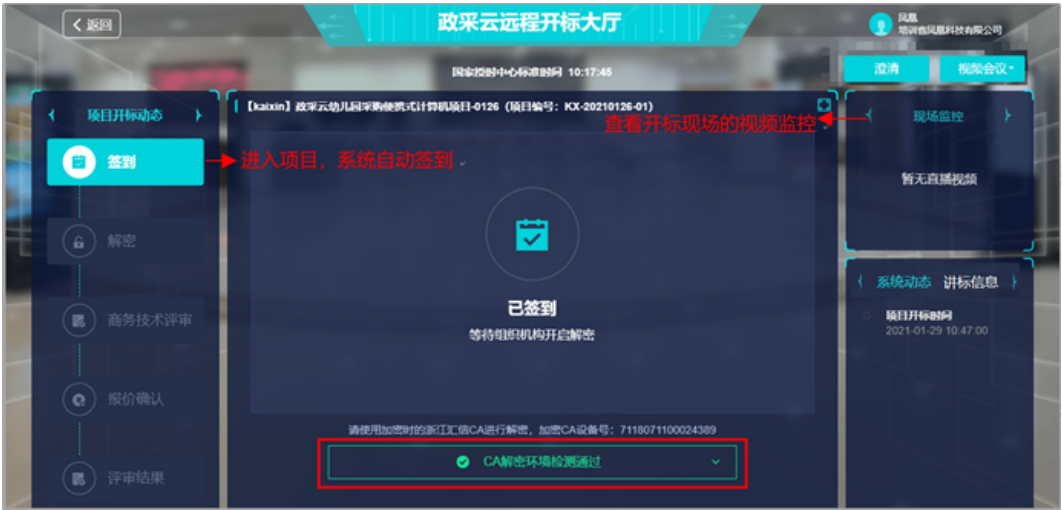 返回
政采云远程开标大厅
凤凰
培训省凤凰科技有限公司
国家授时中心标准时间 10:17:45
澄清
视频会议
项目开标动态
【kaixin】政采云幼儿园采购便携式计算机项目-0126（项目编号：KX-20210126-01）
查看开标现场的视频监控
现场监控
签到
进入项目，系统自动签到
暂无直播视频
解密
系统动态 讲标信息
已签到
项目开标时间
商务技术评审
等待组织机构开启解密
2021-01-29 10:47:00
报价确认
请使用加密时的浙江汇信CA进行解密，加密CA设备号：7118071100024389
CA解密环境检测通过
评审结果